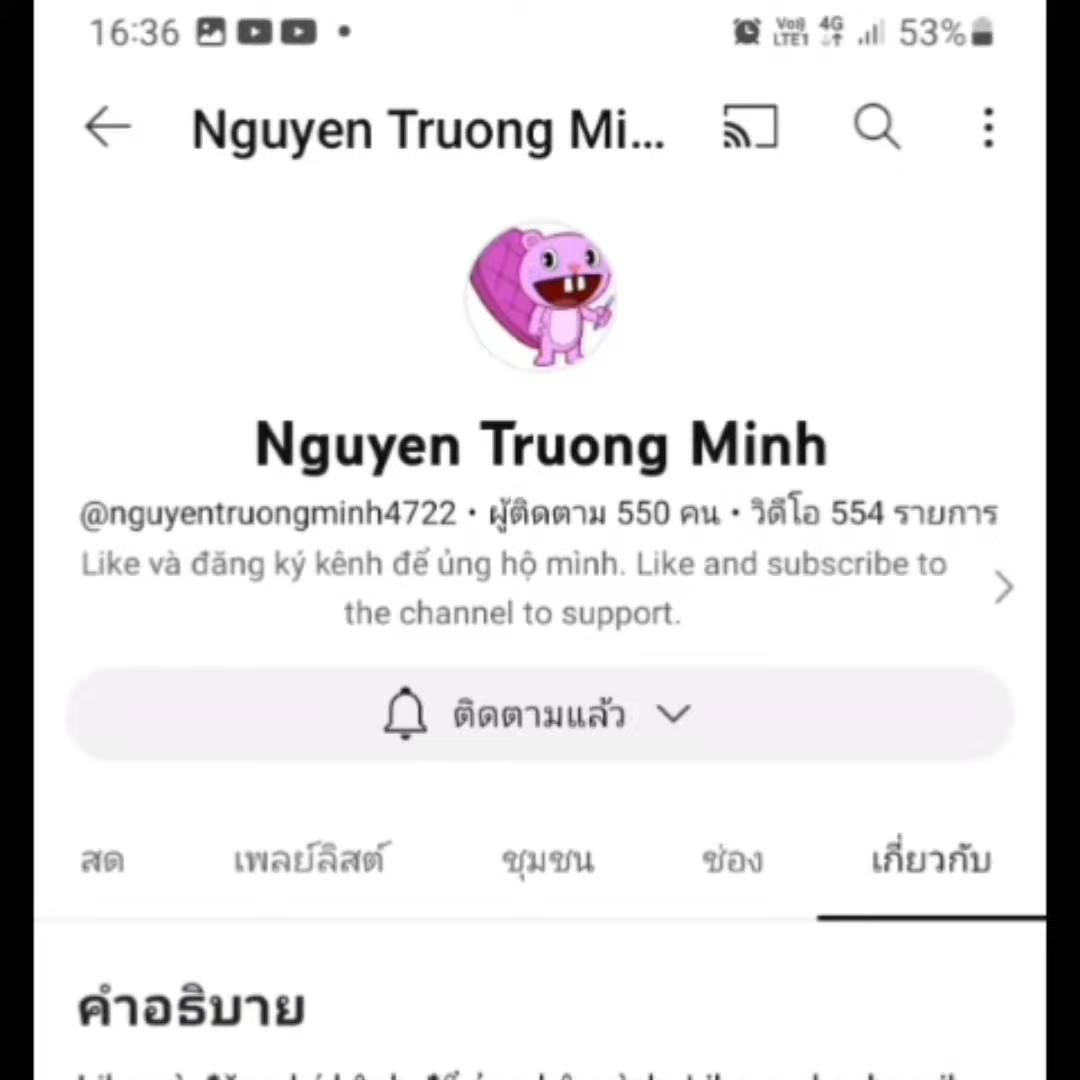 16:36 VoLTE1 4G 53%
Nguyen Truong Mi...
Nguyen Truong Minh
@nguyentruongminh4722 • ผู้ติดตาม 550 คน • วิดีโอ 554 รายการ
Like và đăng ký kênh để ủng hộ mình. Like and subscribe to
the channel to support.
ติดตามแล้ว
สด เพลย์ลิสต์ ชุมชน ช่อง เกี่ยวกับ
คำอธิบาย